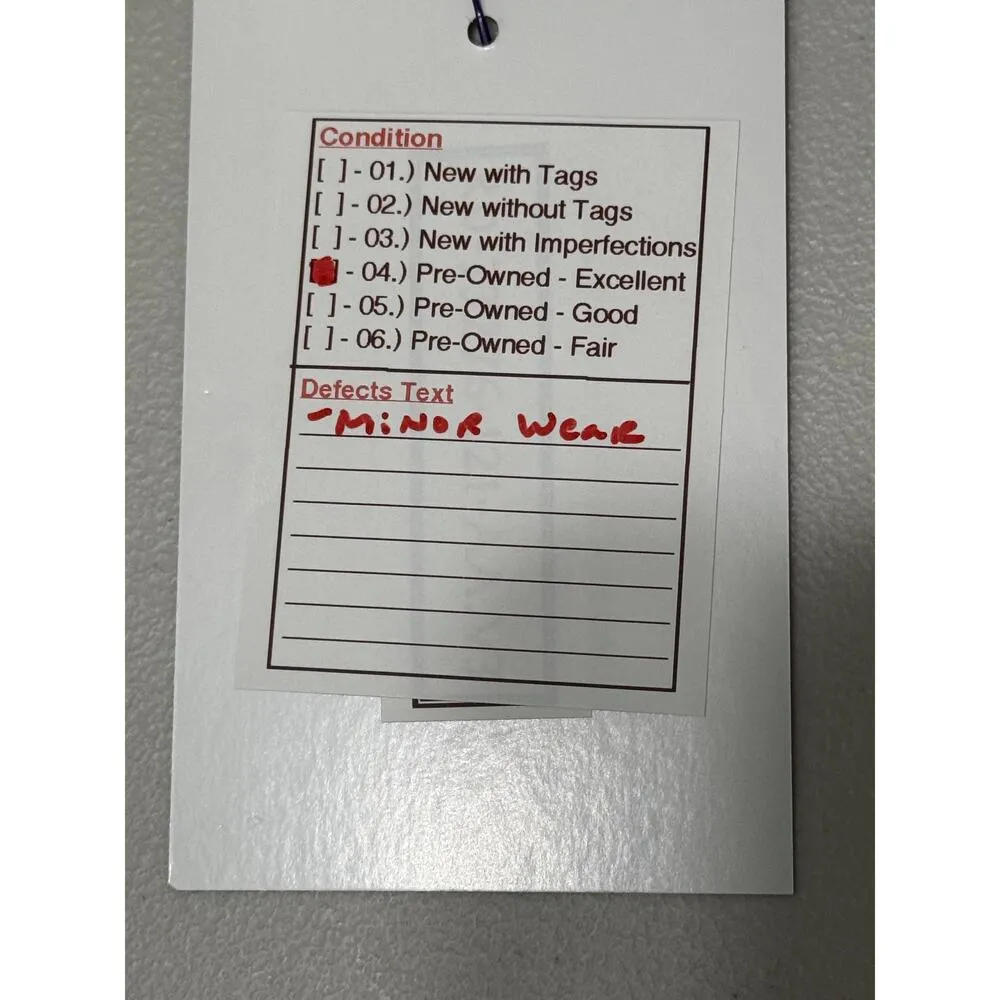 Condition
[ ] - 01.) New with Tags
[ ] - 02.) New without Tags
[ ] - 03.) New with Imperfections
[■] - 04.) Pre-Owned - Excellent
[ ] - 05.) Pre-Owned - Good
[ ] - 06.) Pre-Owned - Fair
Defects Text
- MiNOR WEAR